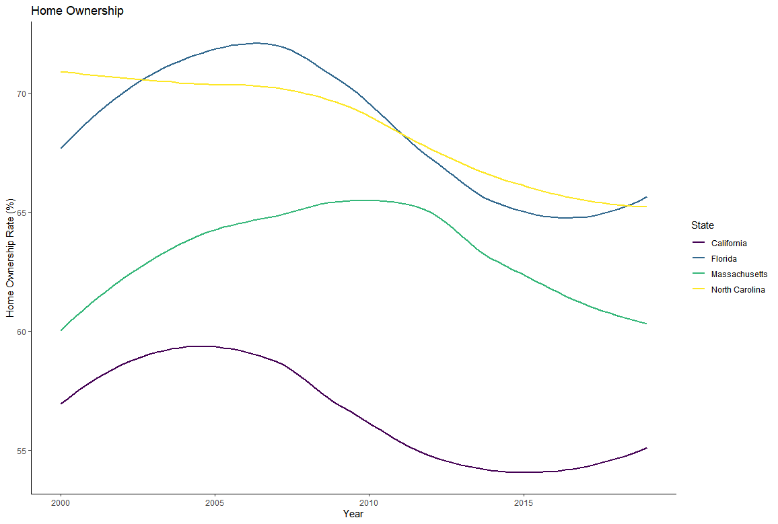 Home Ownership
Home Ownership Rate (%)
70
65
60
55
2000
2005
2010
2015
Year
State
California
Florida
Massachusetts
North Carolina